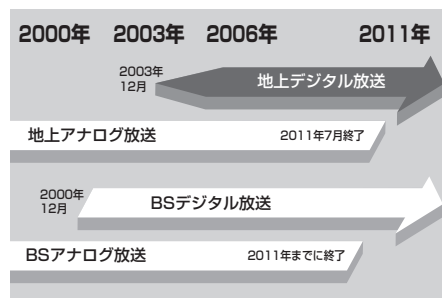 2000年 2003年 2006年 2011年
2003年
12月
地上デジタル放送
地上アナログ放送 2011年7月終了
2000年
12月
BSデジタル放送
BSアナログ放送 2011年までに終了